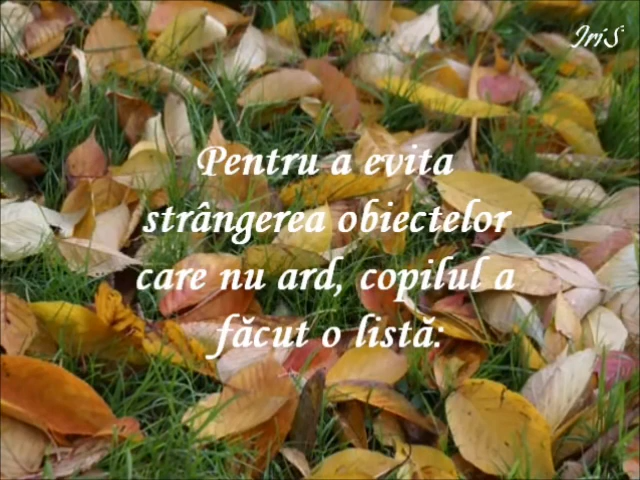 IriS
Pentru a evita
strângerea obiectelor
care nu ard, copilul a
făcut o listă: